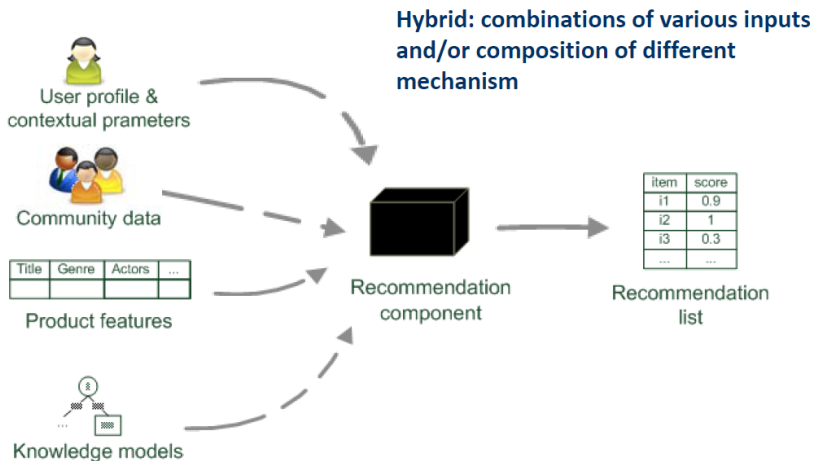 Hybrid: combinations of various inputs
and/or composition of different
mechanism
User profile &
contextual prameters
Community data
Title Genre Actors ...
Product features
Knowledge models
...
Recommendation
component
item score
i1 0.9
i2 1
i3 0.3
... ...
Recommendation
list